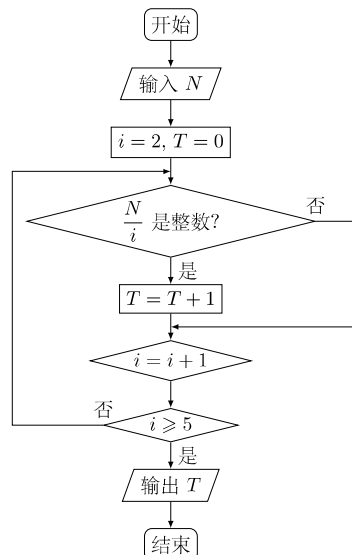 开始
输入 N
i = 2, T = 0
N/i 是整数?
否
是
T = T + 1
i = i + 1
否
i ⩾ 5
是
输出 T
结束